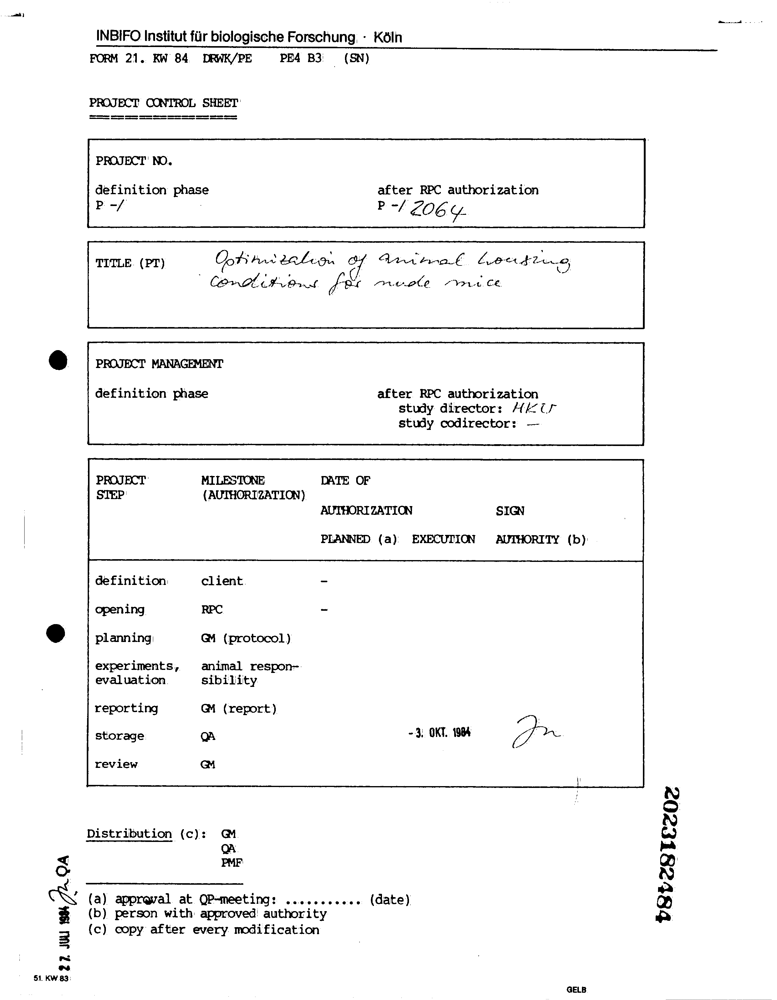 INBIFO Institut für biologische Forschung · Köln
FORM 21. KW 84 DRWK/PE PE4 B3 (SN)
PROJECT CONTROL SHEET
===================
PROJECT NO.
definition phase after RPC authorization
P -/ P -/ 2064
TITLE (PT) Optimization of animal housing
conditions for nude mice
PROJECT MANAGEMENT
definition phase after RPC authorization
study director: HKU
study codirector: —
PROJECT MILESTONE DATE OF
STEP (AUTHORIZATION)
AUTHORIZATION SIGN
PLANNED (a) EXECUTION AUTHORITY (b)
definition client –
opening RPC –
planning GM (protocol)
experiments, animal respon-
evaluation sibility
reporting GM (report)
storage QA -3. OKT. 1984
review GM
Distribution (c): GM
QA
PMF
(a) approval at QP-meeting: ........... (date)
(b) person with approved authority
(c) copy after every modification
27. JULI 1984 QA
51. KW 83
GELB
2023182484